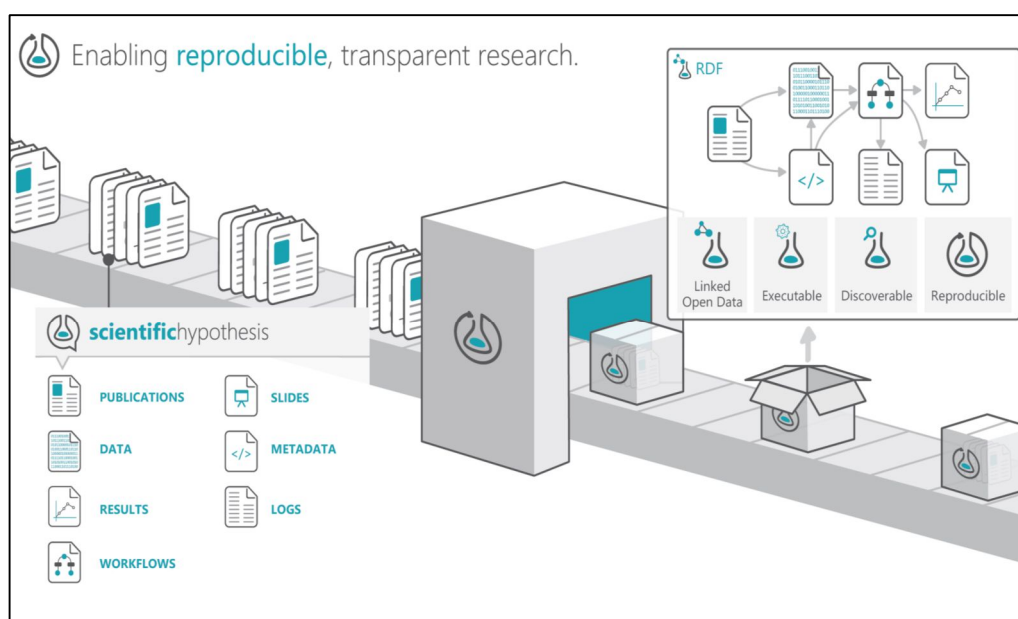 Enabling reproducible, transparent research.
RDF
</>
Linked
Open Data
Executable
Discoverable
Reproducible
scientifichypothesis
PUBLICATIONS
SLIDES
DATA
METADATA
</>
RESULTS
LOGS
WORKFLOWS